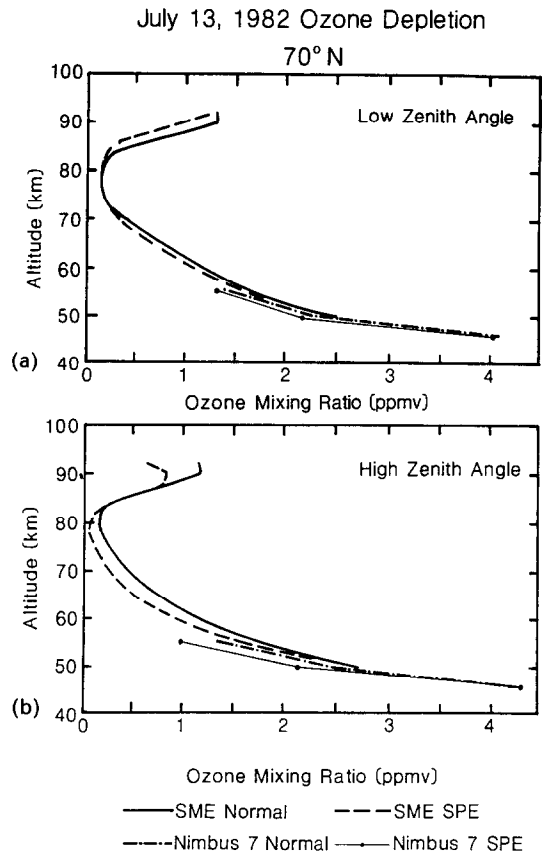 July 13, 1982 Ozone Depletion
70°N
100
90
80
70
60
50
40
Altitude (km)
Low Zenith Angle
(a)
0
1
2
3
4
Ozone Mixing Ratio (ppmv)
100
90
80
70
60
50
40
Altitude (km)
High Zenith Angle
(b)
0
1
2
3
4
Ozone Mixing Ratio (ppmv)
SME Normal
SME SPE
Nimbus 7 Normal
Nimbus 7 SPE